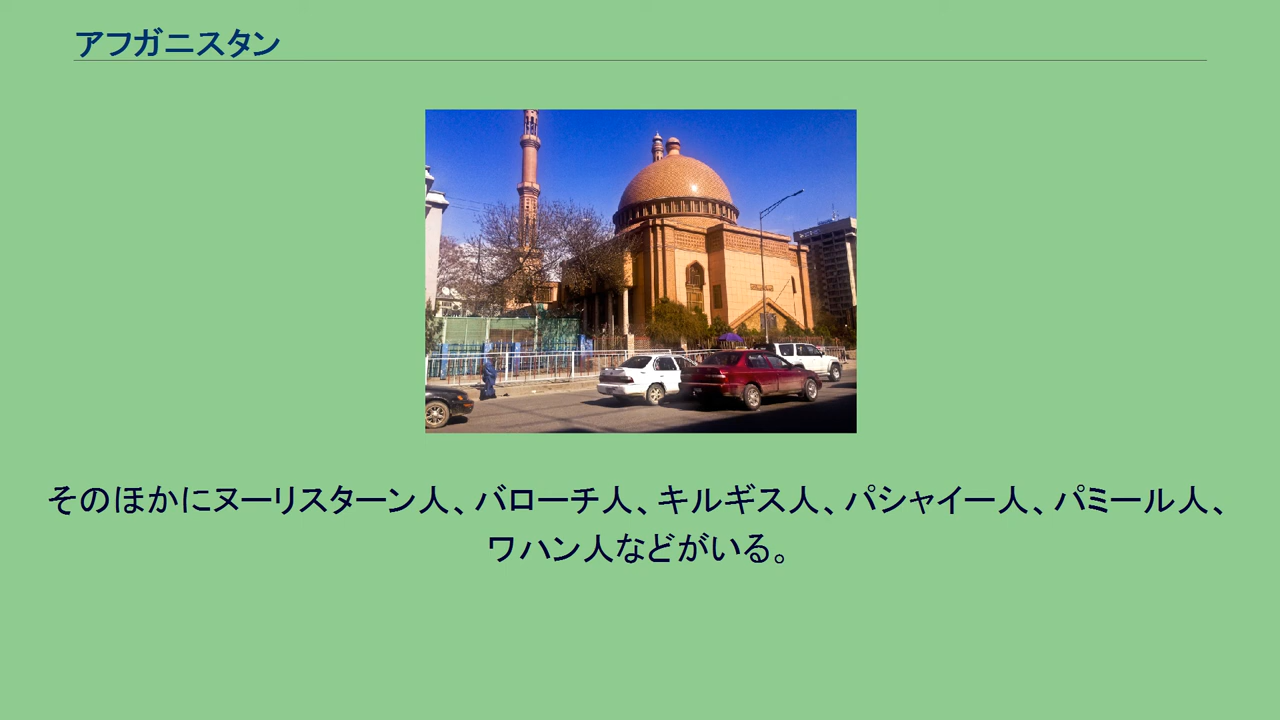 アフガニスタン
そのほかにヌーリスターン人、バローチ人、キルギス人、パシャイー人、パミール人、
ワハン人などがいる。